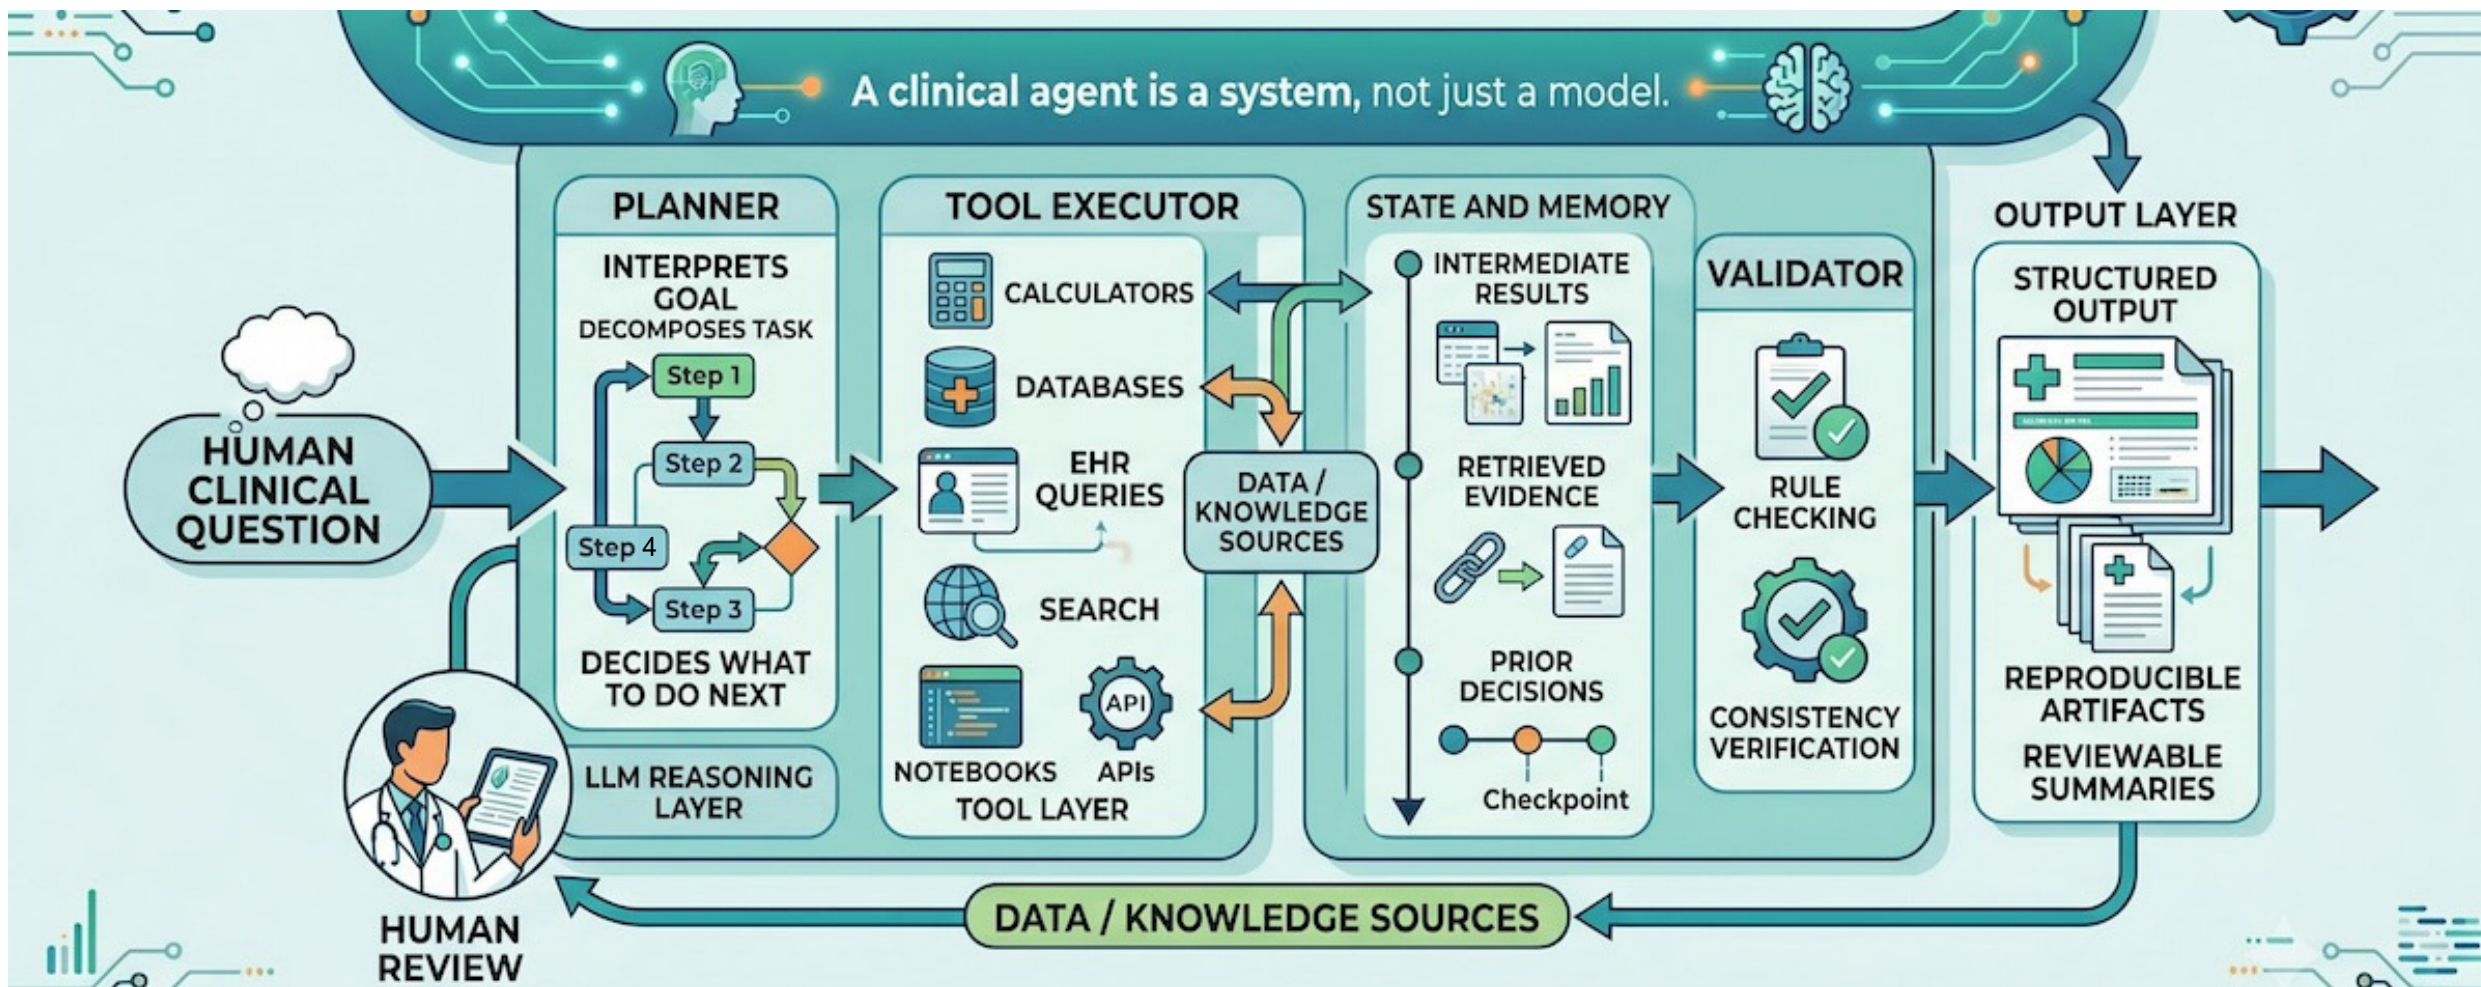 A clinical agent is a system, not just a model.
HUMAN
CLINICAL
QUESTION
PLANNER
INTERPRETS
GOAL
DECOMPOSES TASK
Step 1
Step 2
Step 4
Step 3
DECIDES WHAT
TO DO NEXT
LLM REASONING
LAYER
TOOL EXECUTOR
CALCULATORS
DATABASES
EHR
QUERIES
SEARCH
API
NOTEBOOKS
APIs
TOOL LAYER
DATA /
KNOWLEDGE
SOURCES
STATE AND MEMORY
INTERMEDIATE
RESULTS
RETRIEVED
EVIDENCE
PRIOR
DECISIONS
Checkpoint
VALIDATOR
RULE
CHECKING
CONSISTENCY
VERIFICATION
OUTPUT LAYER
STRUCTURED
OUTPUT
REPRODUCIBLE
ARTIFACTS
REVIEWABLE
SUMMARIES
DATA / KNOWLEDGE SOURCES
HUMAN
REVIEW